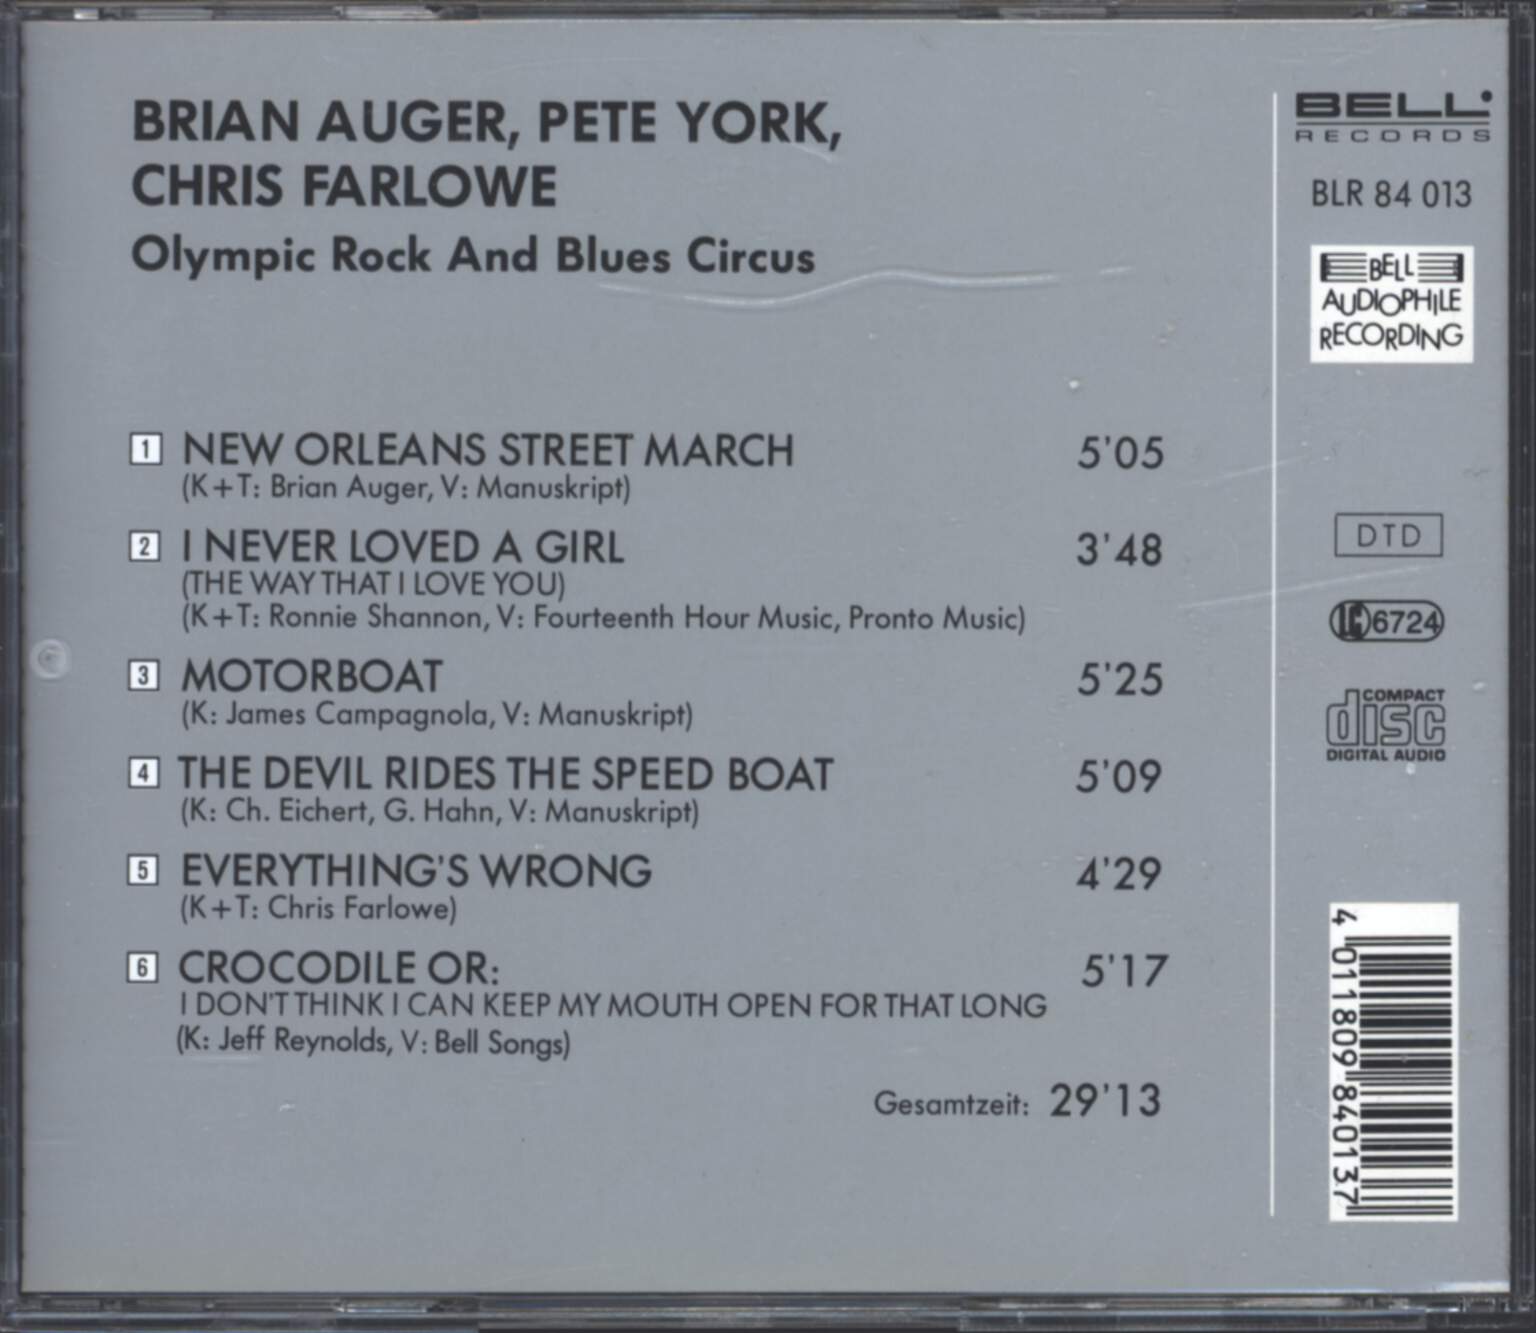 BRIAN AUGER, PETE YORK,
CHRIS FARLOWE
Olympic Rock And Blues Circus
1 NEW ORLEANS STREET MARCH 5'05
(K+T: Brian Auger, V: Manuskript)
2 I NEVER LOVED A GIRL 3'48
(THE WAY THAT I LOVE YOU)
(K+T: Ronnie Shannon, V: Fourteenth Hour Music, Pronto Music)
3 MOTORBOAT 5'25
(K: James Campagnola, V: Manuskript)
4 THE DEVIL RIDES THE SPEED BOAT 5'09
(K: Ch. Eichert, G. Hahn, V: Manuskript)
5 EVERYTHING'S WRONG 4'29
(K+T: Chris Farlowe)
6 CROCODILE OR: 5'17
I DON'T THINK I CAN KEEP MY MOUTH OPEN FOR THAT LONG
(K: Jeff Reynolds, V: Bell Songs)
Gesamtzeit: 29'13
BELL
RECORDS
BLR 84 013
BELL
AUDIOPHILE
RECORDING
DTD
LC 6724
COMPACT
disc
DIGITAL AUDIO
4 011809 840137